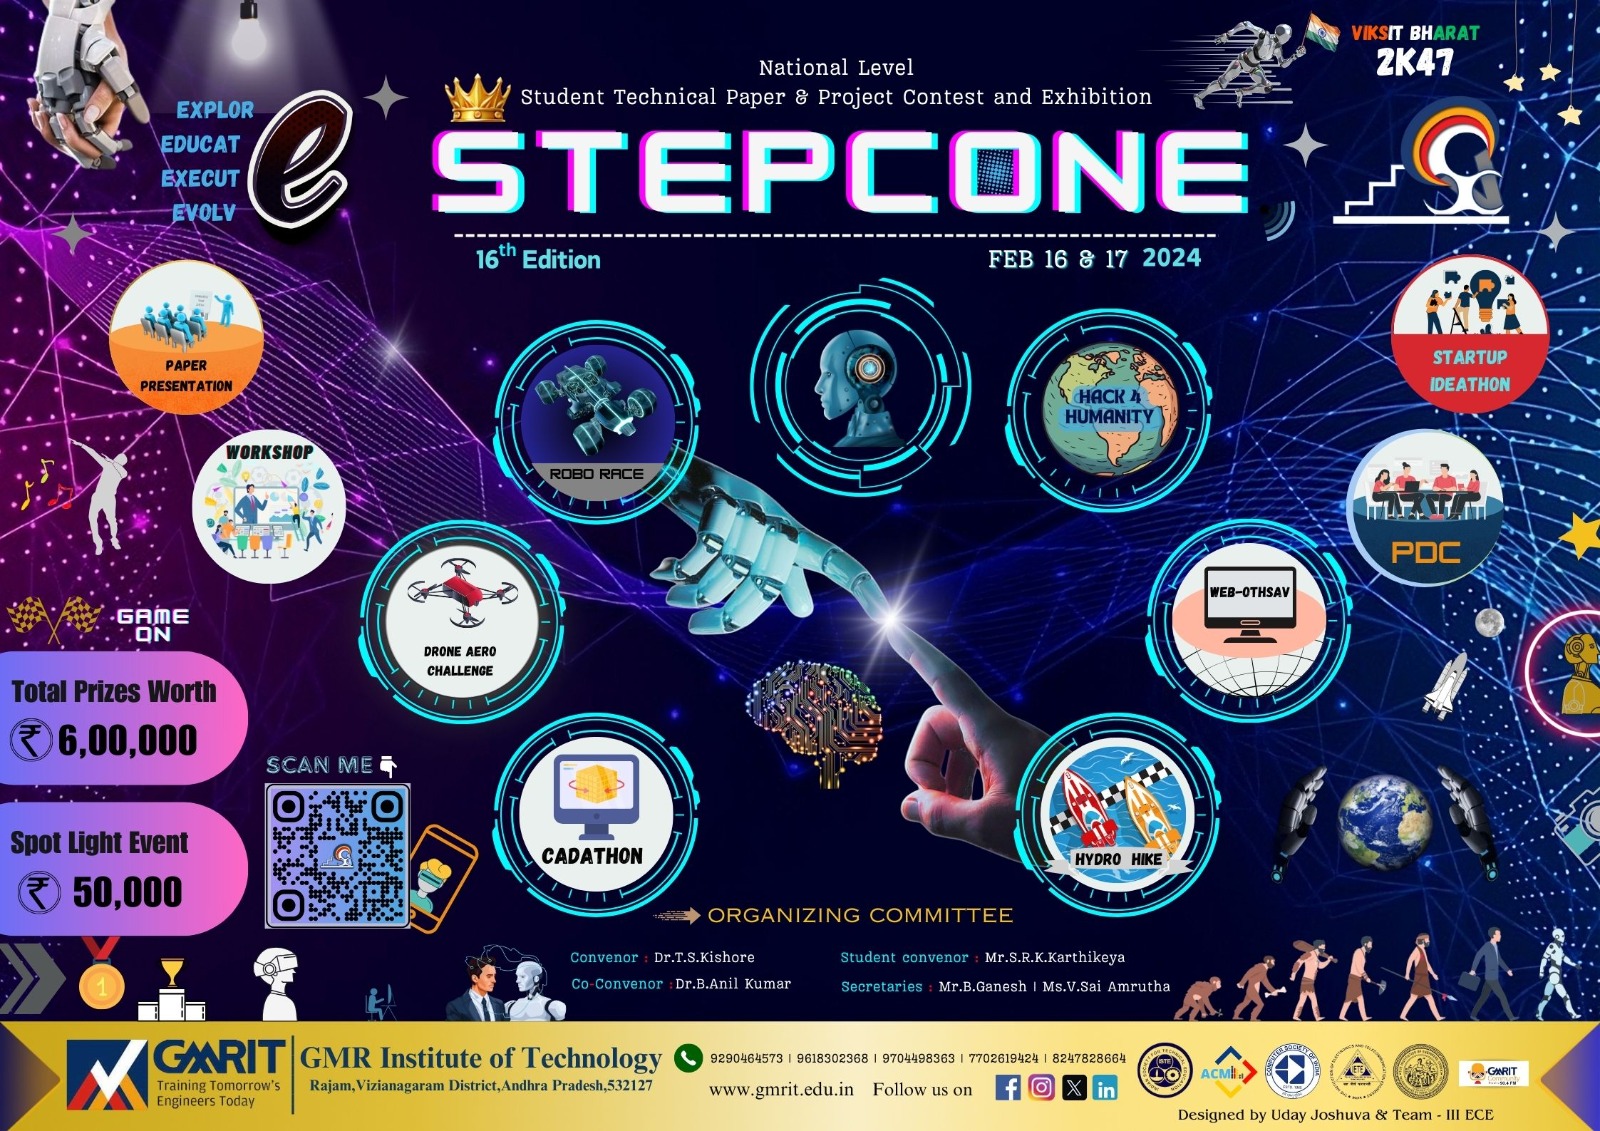 VIKSIT BHARAT
2K47
National Level
Student Technical Paper & Project Contest and Exhibition
EXPLOR
EDUCAT
EXECUT
EVOLV
e
STEPCONE
16th Edition
FEB 16 & 17 2024
PAPER
PRESENTATION
STARTUP
IDEATHON
HACK 4
HUMANITY
ROBO RACE
WORKSHOP
PDC
WEB-OTHSAV
DRONE AERO
CHALLENGE
GAME
ON
Total Prizes Worth
₹ 6,00,000
SCAN ME
Spot Light Event
₹ 50,000
CADATHON
HYDRO HIKE
ORGANIZING COMMITTEE
Convenor : Dr.T.S.Kishore
Student convenor : Mr.S.R.K.Karthikeya
Co-Convenor :Dr.B.Anil Kumar
Secretaries : Mr.B.Ganesh | Ms.V.Sai Amrutha
1
GMRIT
Training Tomorrow's
Engineers Today
GMR Institute of Technology
Rajam,Vizianagaram District,Andhra Pradesh,532127
9290464573 | 9618302368 | 9704498363 | 7702619424 | 8247828664
www.gmrit.edu.in Follow us on
ISTE
ACM
IETE
GMRIT
Designed by Uday Joshuva & Team - III ECE